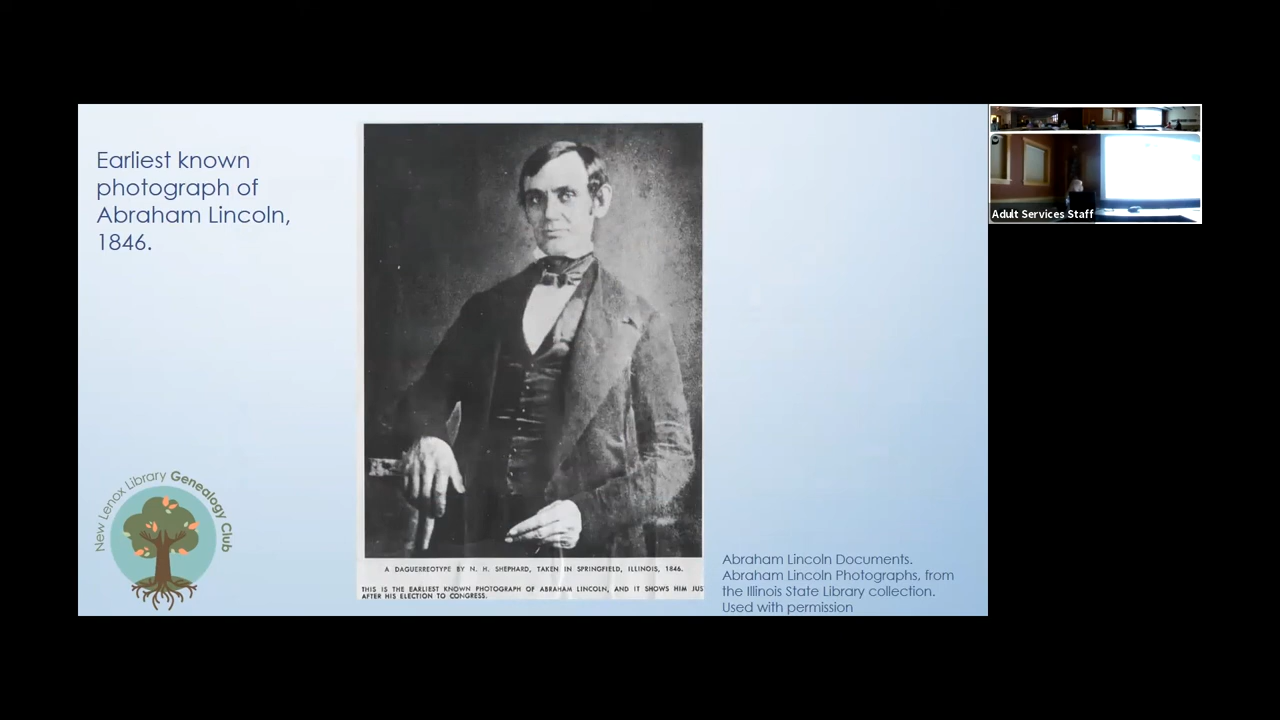 Earliest known
photograph of
Abraham Lincoln,
1846.
New Lenox Library Genealogy Club
A DAGUERREOTYPE BY N. H. SHEPHARD, TAKEN IN SPRINGFIELD, ILLINOIS, 1846.
THIS IS THE EARLIEST KNOWN PHOTOGRAPH OF ABRAHAM LINCOLN, AND IT SHOWS HIM JUS
AFTER HIS ELECTION TO CONGRESS.
Abraham Lincoln Documents.
Abraham Lincoln Photographs, from
the Illinois State Library collection.
Used with permission
Adult Services Staff